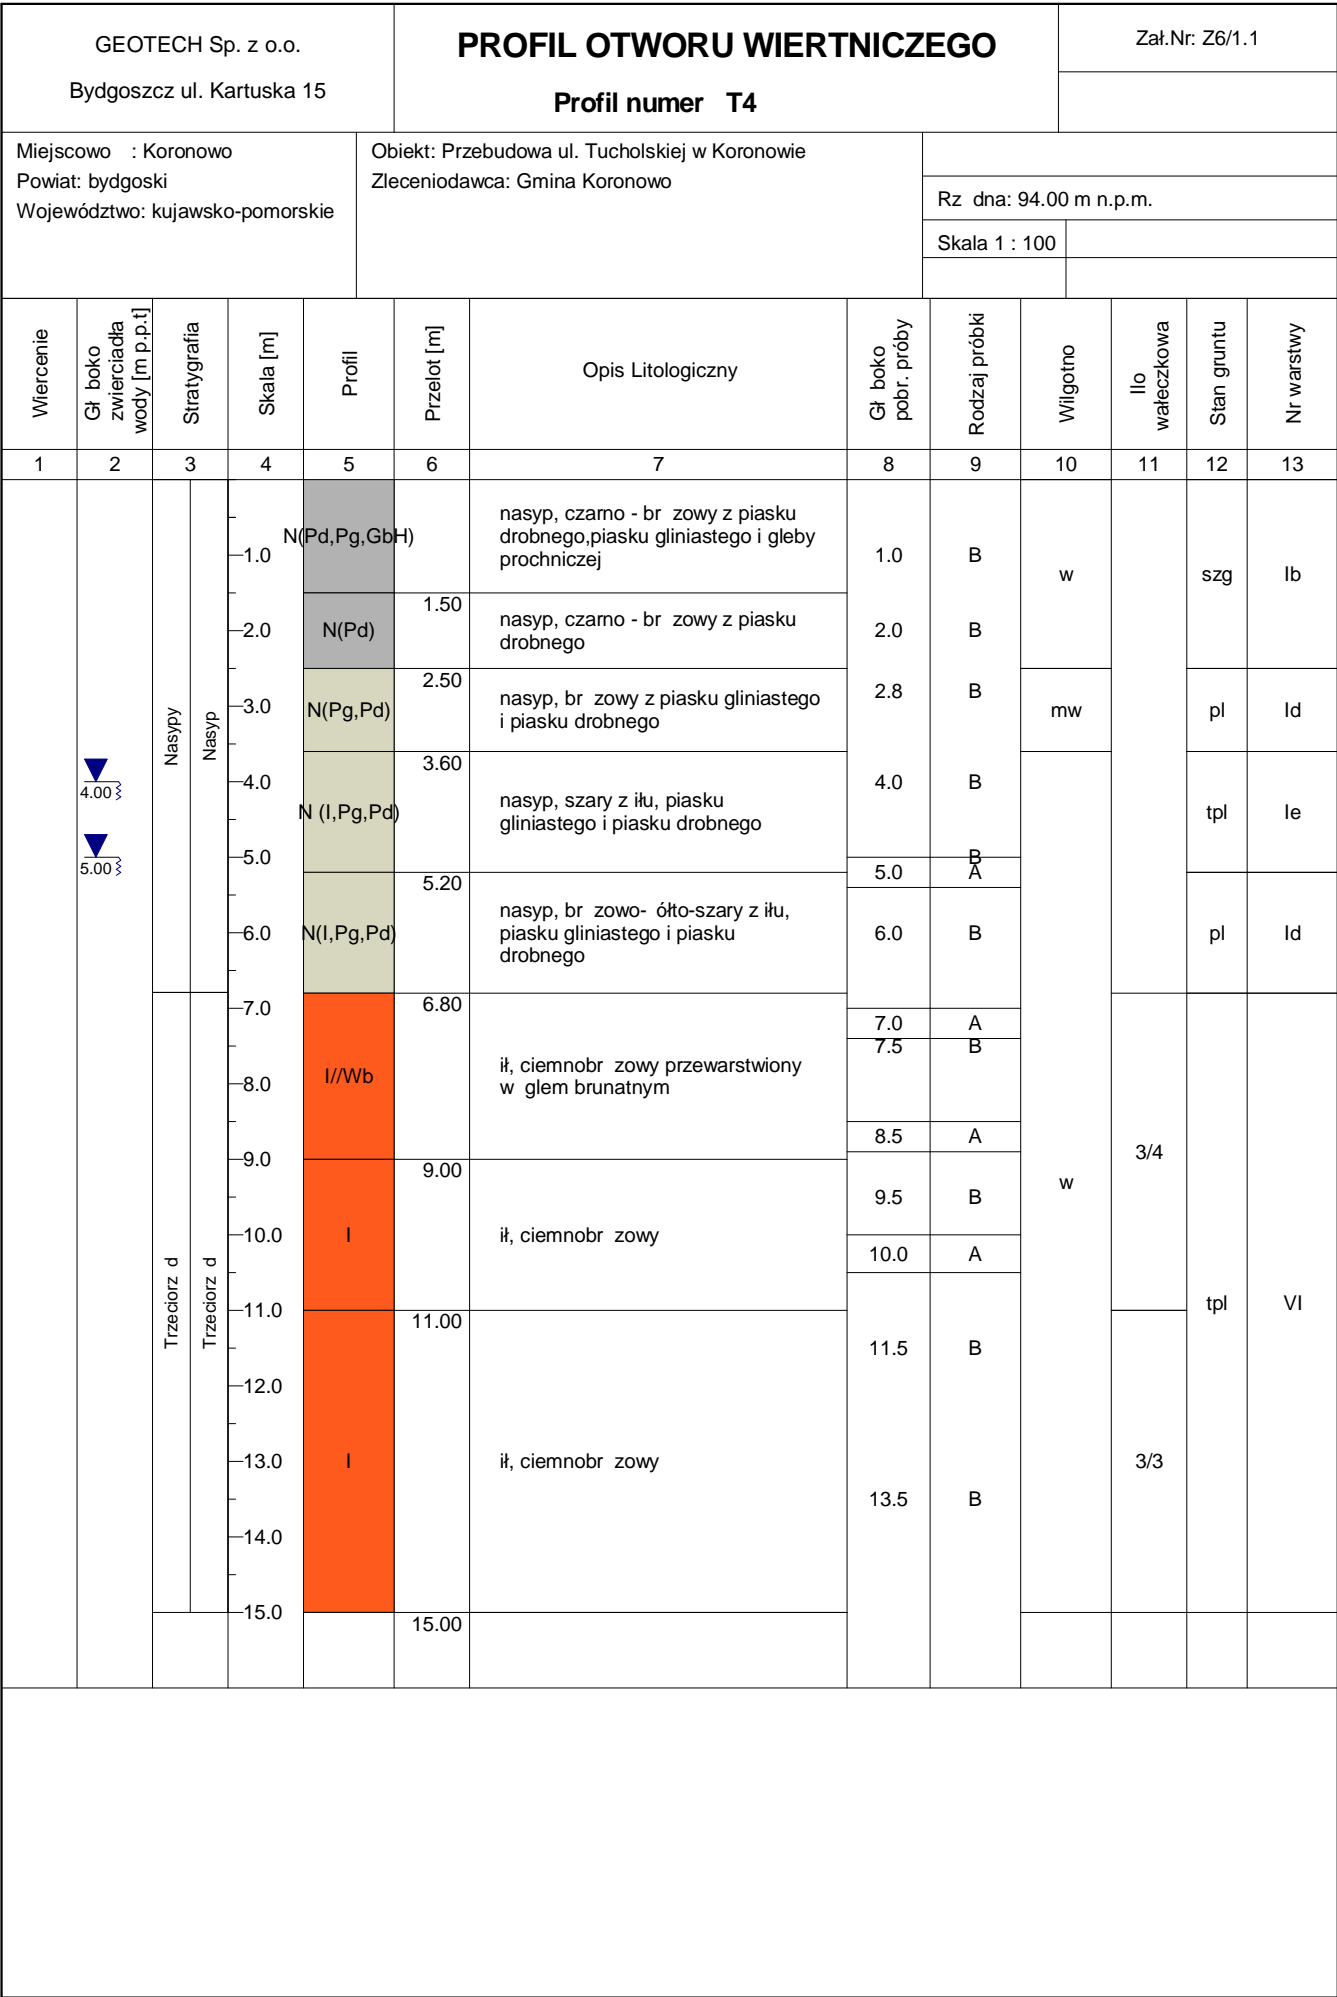 GEOTECH Sp. z o.o.
Bydgoszcz ul. Kartuska 15
PROFIL OTWORU WIERTNICZEGO
Profil numer T4
Zał.Nr: Z6/1.1
Miejscowo : Koronowo
Powiat: bydgoski
Województwo: kujawsko-pomorskie
Obiekt: Przebudowa ul. Tucholskiej w Koronowie
Zleceniodawca: Gmina Koronowo
Rz dna: 94.00 m n.p.m.
Skala 1 : 100
Wiercenie
Gł boko
zwierciadła
wody [m p.p.t]
Stratygrafia
Skala [m]
Profil
Przelot [m]
Opis Litologiczny
Gł boko
pobr. próby
Rodzaj próbki
Wilgotno
Ilo
wałeczkowa
Stan gruntu
Nr warstwy
1 2 3 4 5 6 7 8 9 10 11 12 13
Nasypy
Nasyp
Trzeciorz d
Trzeciorz d
4.00
5.00
1.0
2.0
3.0
4.0
5.0
6.0
7.0
8.0
9.0
10.0
11.0
12.0
13.0
14.0
15.0
N(Pd,Pg,GbH)
N(Pd)
N(Pg,Pd)
N (I,Pg,Pd)
N(I,Pg,Pd)
I//Wb
I
I
1.50
2.50
3.60
5.20
6.80
9.00
11.00
15.00
nasyp, czarno - br zowy z piasku
drobnego,piasku gliniastego i gleby
prochniczej
nasyp, czarno - br zowy z piasku
drobnego
nasyp, br zowy z piasku gliniastego
i piasku drobnego
nasyp, szary z iłu, piasku
gliniastego i piasku drobnego
nasyp, br zowo- ółto-szary z iłu,
piasku gliniastego i piasku
drobnego
ił, ciemnobr zowy przewarstwiony
w glem brunatnym
ił, ciemnobr zowy
ił, ciemnobr zowy
1.0 B
2.0 B
2.8 B
4.0 B
B
5.0 A
6.0 B
7.0 A
7.5 B
8.5 A
9.5 B
10.0 A
11.5 B
13.5 B
w
mw
w
3/4
3/3
szg
pl
tpl
pl
tpl
Ib
Id
Ie
Id
VI